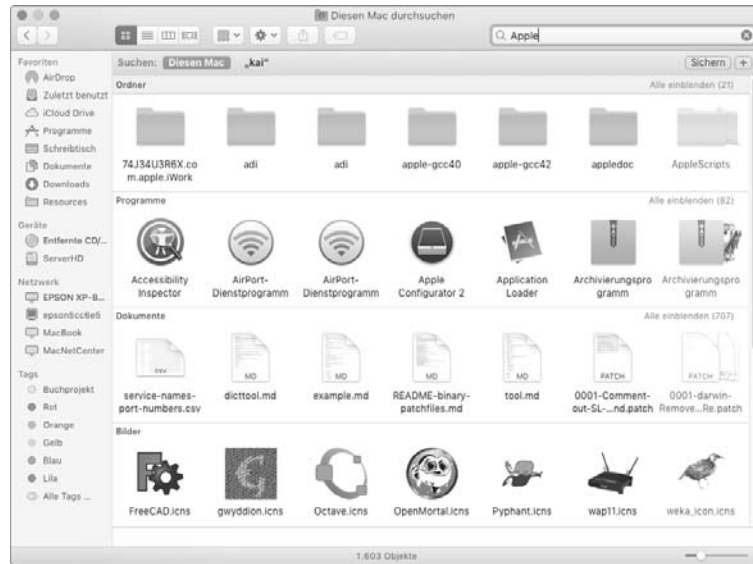 Diesen Mac durchsuchen
Apple
Suchen: Diesen Mac „kai“ Sichern +
Favoriten
AirDrop
Zuletzt benutzt
iCloud Drive
Programme
Schreibtisch
Dokumente
Downloads
Resources
Geräte
Entfernte CD/...
ServerHD
Netzwerk
EPSON XP-8...
epson5cc6e6
MacBook
MacNetCenter
Tags
Buchprojekt
Rot
Orange
Gelb
Blau
Lila
Alle Tags ...
Ordner Alle einblenden (21)
74J34U3R6X.co
m.apple.iWork
adi
adi
apple-gcc40
apple-gcc42
appledoc
AppleScripts
Programme Alle einblenden (82)
Accessibility
Inspector
AirPort-
Dienstprogramm
AirPort-
Dienstprogramm
Apple
Configurator 2
Application
Loader
Archivierungspro
gramm
Archivierungspro
gramm
Dokumente Alle einblenden (707)
csv
MD
MD
MD
MD
PATCH
PATCH
service-names-
port-numbers.csv
dicttool.md
example.md
README-binary-
patchfiles.md
tool.md
0001-Comment-
out-SL-...nd.patch
0001-darwin-
Remove...Re.patch
Bilder
FreeCAD.icns
gwyddion.icns
Octave.icns
OpenMortal.icns
Pyphant.icns
wap11.icns
weka_icon.icns
1.603 Objekte